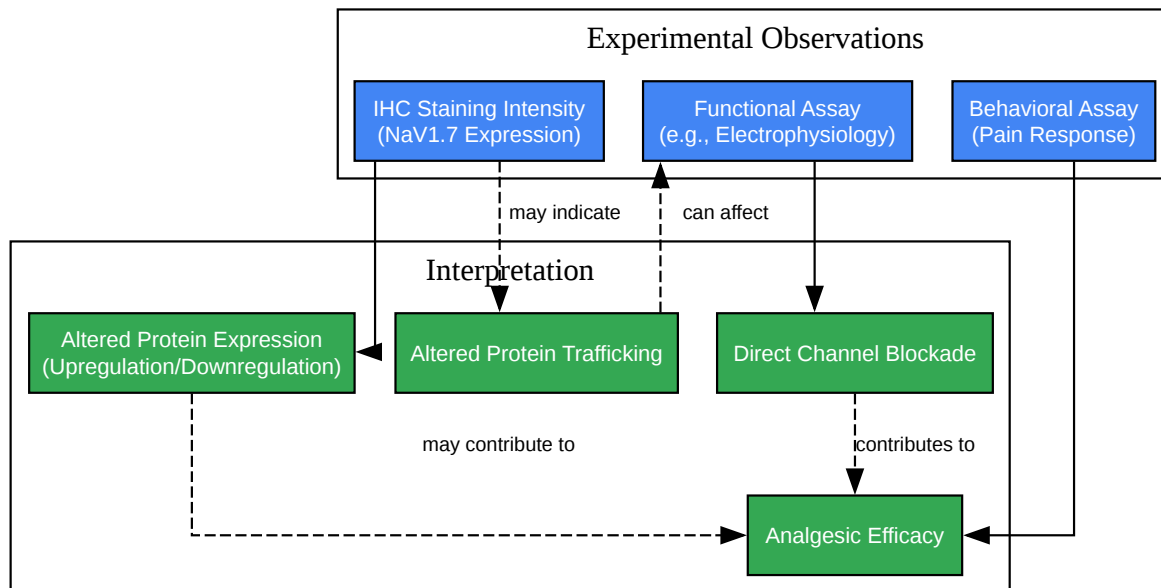 Experimental Observations
IHC Staining Intensity
(NaV1.7 Expression)
Functional Assay
(e.g., Electrophysiology)
Behavioral Assay
(Pain Response)
may indicate
can affect
Interpretation
Altered Protein Expression
(Upregulation/Downregulation)
Altered Protein Trafficking
Direct Channel Blockade
may contribute to
contributes to
Analgesic Efficacy